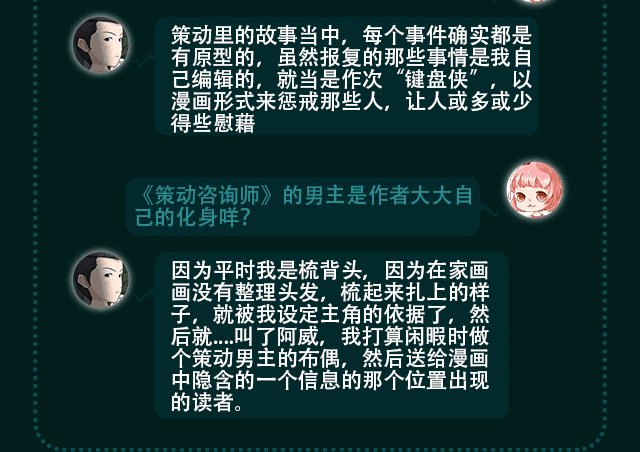 策动里的故事当中，每个事件确实都是
有原型的，虽然报复的那些事情是我自
己编辑的，就当是作次“键盘侠”，以
漫画形式来惩戒那些人，让人或多或少
得些慰藉
《策动咨询师》的男主是作者大大自
己的化身咩？
因为平时我是梳背头，因为在家画
画没有整理头发，梳起来扎上的样
子，就被我设定主角的依据了，然
后就....叫了阿威，我打算闲暇时做
个策动男主的布偶，然后送给漫画
中隐含的一个信息的那个位置出现
的读者。